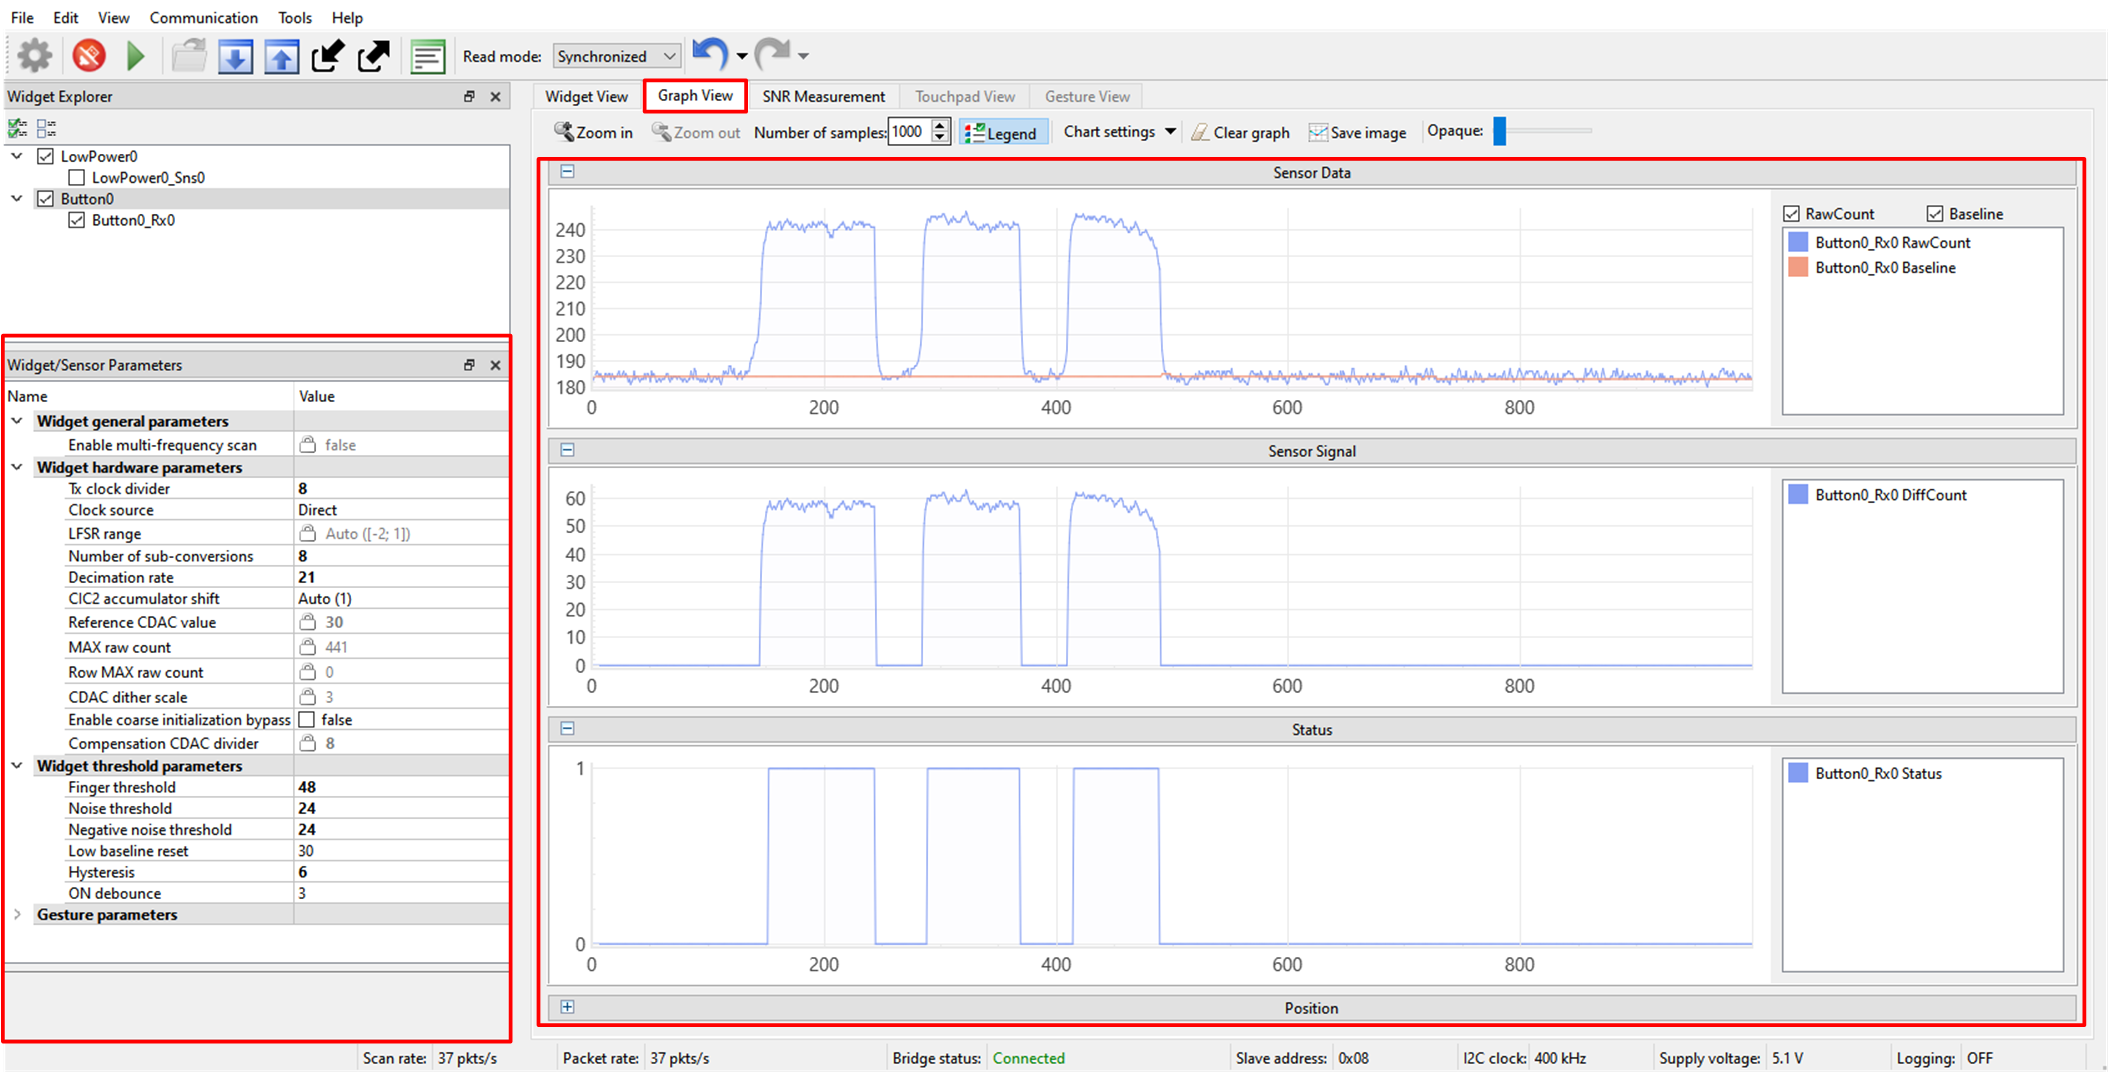 File Edit View Communication Tools Help
Read mode: Synchronized
Widget Explorer
LowPower0
LowPower0_Sns0
Button0
Button0_Rx0
Widget/Sensor Parameters
Name Value
Widget general parameters
Enable multi-frequency scan false
Widget hardware parameters
Tx clock divider 8
Clock source Direct
LFSR range Auto ([-2; 1])
Number of sub-conversions 8
Decimation rate 21
CIC2 accumulator shift Auto (1)
Reference CDAC value 30
MAX raw count 441
Row MAX raw count 0
CDAC dither scale 3
Enable coarse initialization bypass false
Compensation CDAC divider 8
Widget threshold parameters
Finger threshold 48
Noise threshold 24
Negative noise threshold 24
Low baseline reset 30
Hysteresis 6
ON debounce 3
Gesture parameters
Widget View Graph View SNR Measurement Touchpad View Gesture View
Zoom in Zoom out Number of samples: 1000 Legend Chart settings Clear graph Save image Opaque:
Sensor Data
240
230
220
210
200
190
180
0 200 400 600 800
RawCount Baseline
Button0_Rx0 RawCount
Button0_Rx0 Baseline
Sensor Signal
60
50
40
30
20
10
0
0 200 400 600 800
Button0_Rx0 DiffCount
Status
1
0
0 200 400 600 800
Button0_Rx0 Status
Position
Scan rate: 37 pkts/s Packet rate: 37 pkts/s Bridge status: Connected Slave address: 0x08 I2C clock: 400 kHz Supply voltage: 5.1 V Logging: OFF